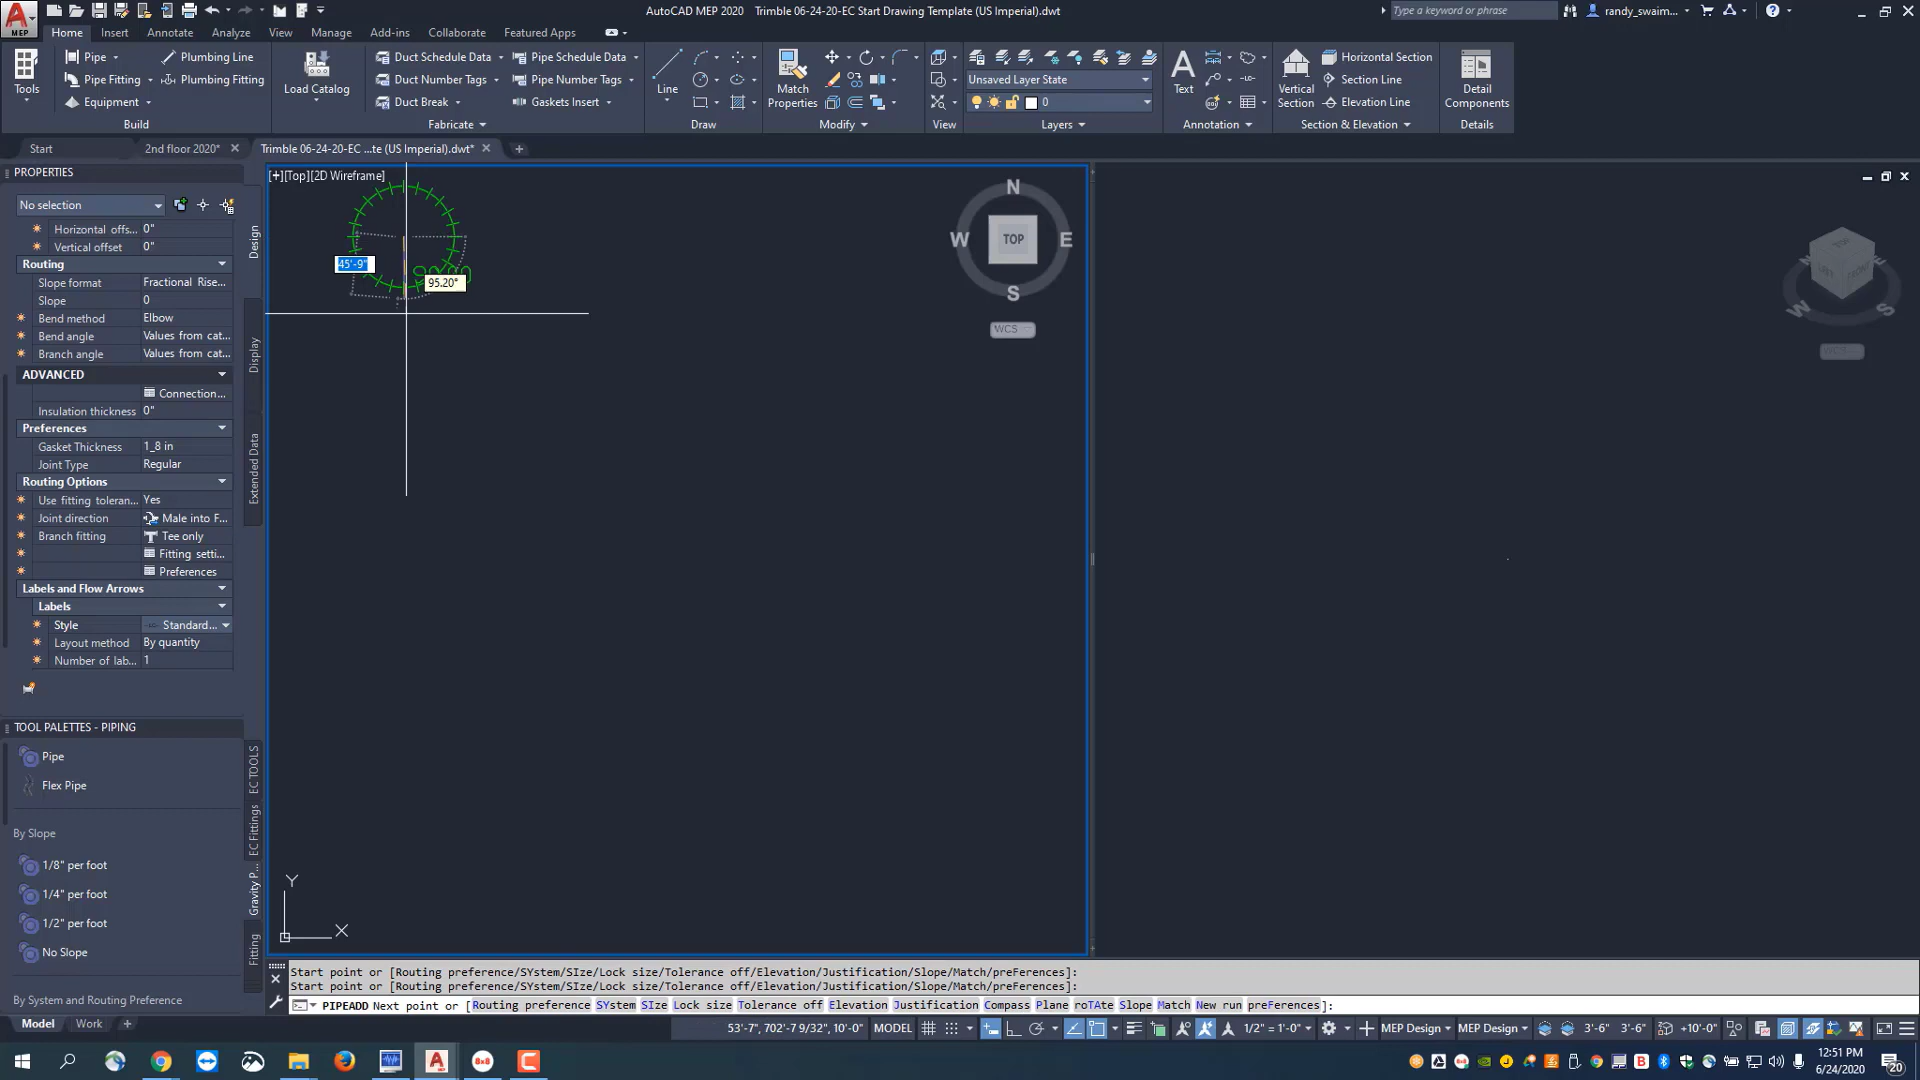 AutoCAD MEP 2020 Trimble 06-24-20-EC Start Drawing Template (US Imperial).dwt
Type a keyword or phrase
randy_swaim...
MEP
Home Insert Annotate Analyze View Manage Add-ins Collaborate Featured Apps
Tools
Pipe
Pipe Fitting
Equipment
Plumbing Line
Plumbing Fitting
Build
Load Catalog
Duct Schedule Data
Duct Number Tags
Duct Break
Pipe Schedule Data
Pipe Number Tags
Gaskets Insert
Fabricate
Line
Draw
Match
Properties
Modify
View
Unsaved Layer State
0
Layers
Text
Annotation
Vertical
Section
Horizontal Section
Section Line
Elevation Line
Section & Elevation
Detail
Components
Details
Start 2nd floor 2020* Trimble 06-24-20-EC ...te (US Imperial).dwt*
PROPERTIES
No selection
Horizontal offs... 0"
Vertical offset 0"
Routing
Slope format Fractional Rise...
Slope 0
Bend method Elbow
Bend angle Values from cat...
Branch angle Values from cat...
ADVANCED
Connection...
Insulation thickness 0"
Preferences
Gasket Thickness 1_8 in
Joint Type Regular
Routing Options
Use fitting toleran... Yes
Joint direction Male into F...
Branch fitting Tee only
Fitting setti...
Preferences
Labels and Flow Arrows
Labels
Style Standard...
Layout method By quantity
Number of lab... 1
Design
Display
Extended Data
TOOL PALETTES - PIPING
Pipe
Flex Pipe
By Slope
1/8" per foot
1/4" per foot
1/2" per foot
No Slope
By System and Routing Preference
EC TOOLS
EC Fittings
Gravity P...
Fitting
[+][Top][2D Wireframe]
45'-9"
95.20°
N
W TOP E
S
WCS
LEFT FRONT
W S
Y
X
Start point or [Routing preference/SYstem/SIze/Lock size/Tolerance off/Elevation/Justification/Slope/Match/preFerences]:
Start point or [Routing preference/SYstem/SIze/Lock size/Tolerance off/Elevation/Justification/Slope/Match/preFerences]:
PIPEADD Next point or [Routing preference SYstem SIze Lock size Tolerance off Elevation Justification Compass Plane roTAte Slope Match New run preFerences]:
Model Work
53'-7", 702'-7 9/32", 10'-0" MODEL 1/2" = 1'-0" MEP Design MEP Design 3'-6" 3'-6" +10'-0"
12:51 PM
6/24/2020
20